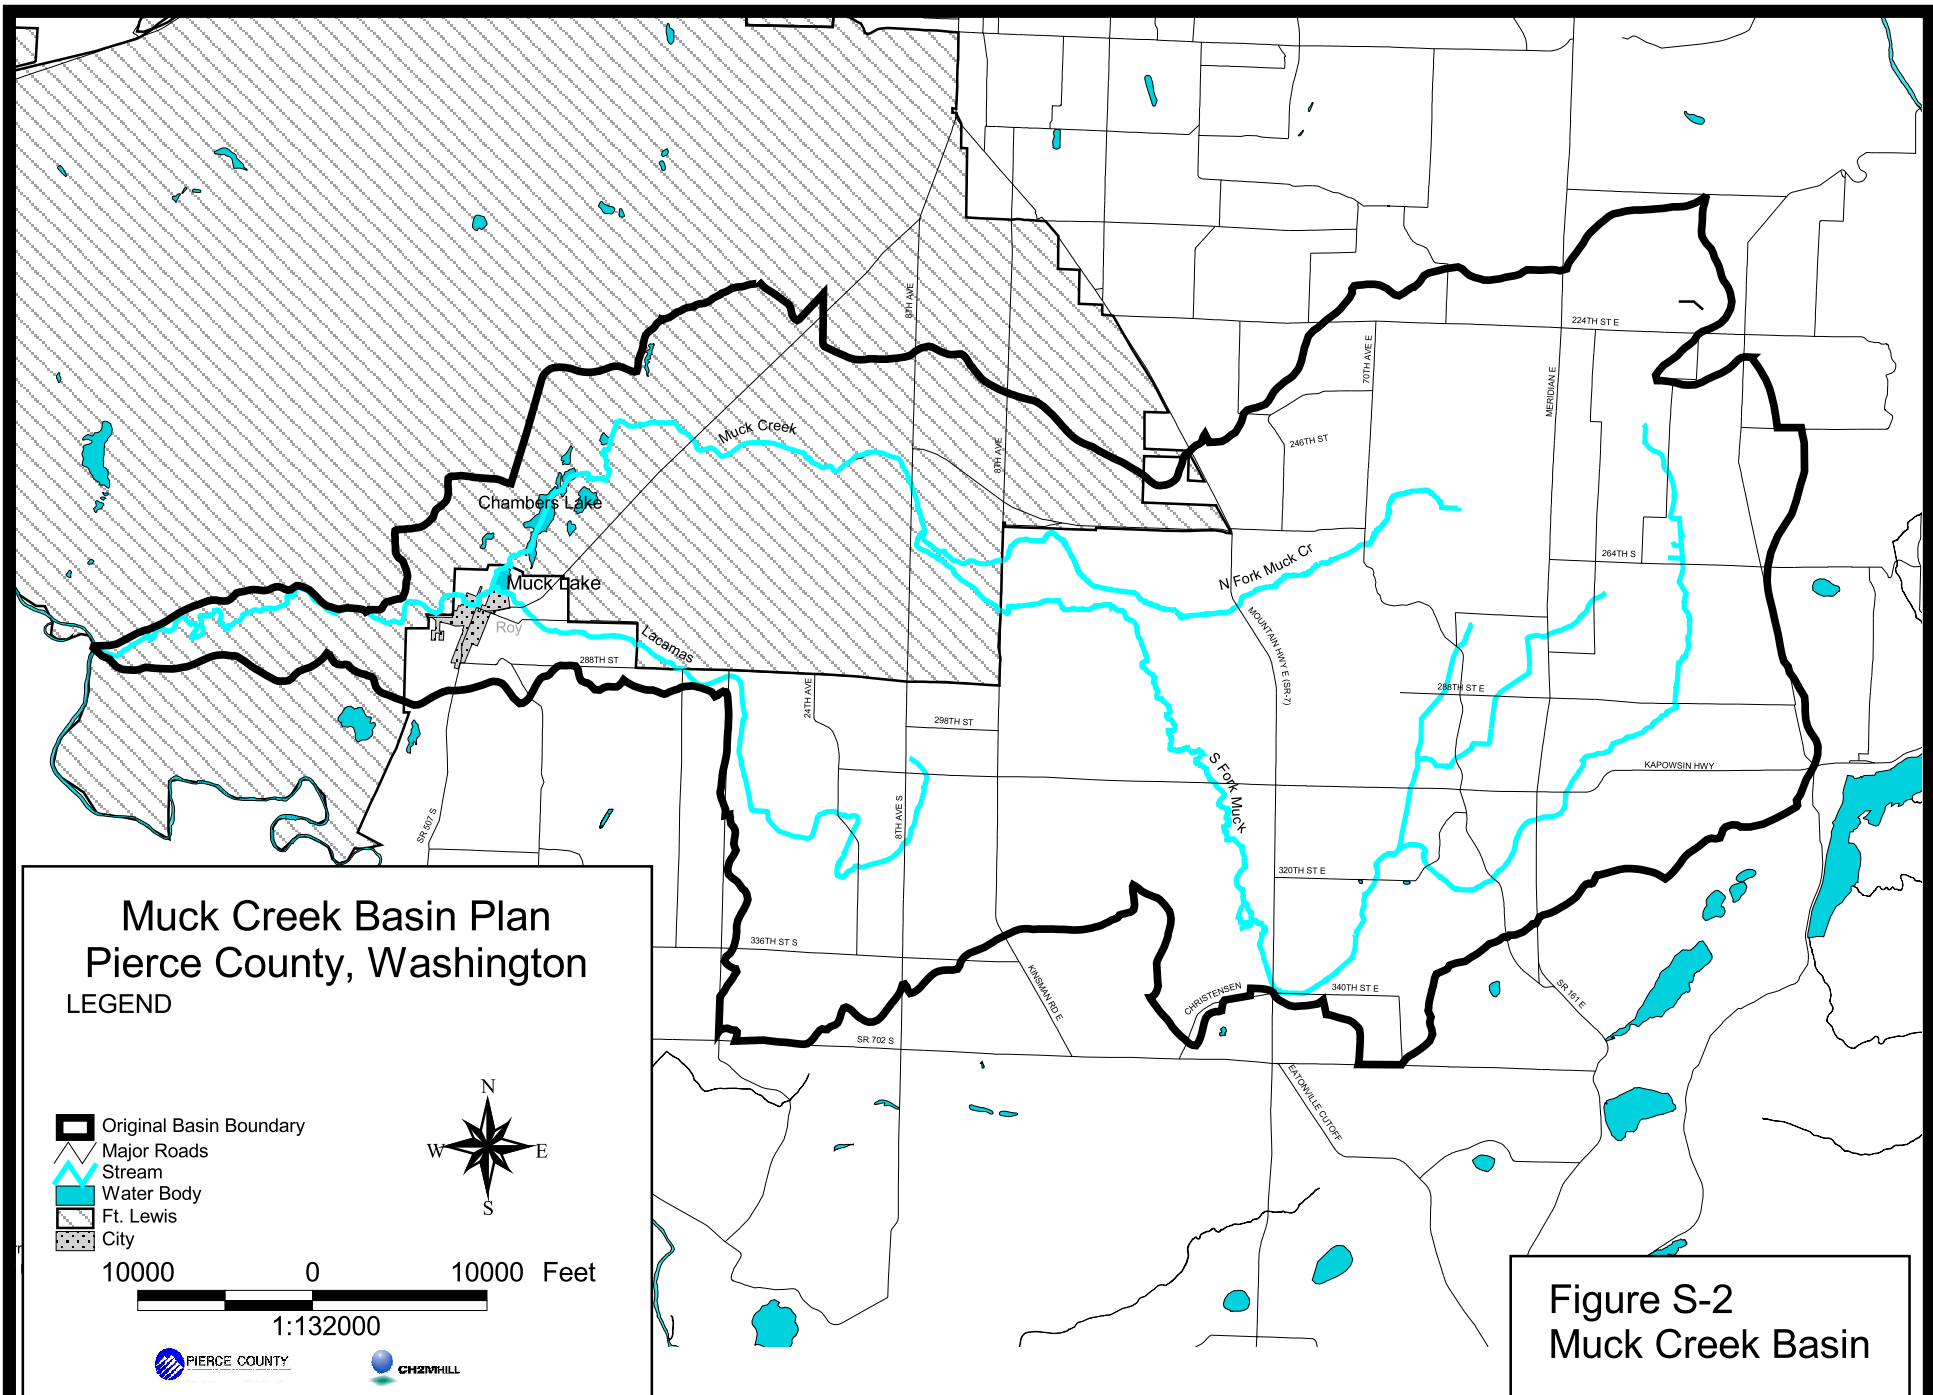 8TH AVE
224TH ST E
70TH AVE E
MERIDIAN E
Muck Creek
246TH ST
8TH AVE
Chambers Lake
264TH S
N Fork Muck Cr
Muck Lake
MOUNTAIN HWY E (SR-7)
Roy
Lacamas
288TH ST
288TH ST E
24TH AVE
298TH ST
S Fork Muck
KAPOWSIN HWY
8TH AVE S
SR 507 S
320TH ST E
336TH ST S
KINSMAN RD E
CHRISTENSEN
340TH ST E
SR 161 E
SR 702 S
EATONVILLE CUTOFF
Muck Creek Basin Plan
Pierce County, Washington
LEGEND
N
W E
S
Original Basin Boundary
Major Roads
Stream
Water Body
Ft. Lewis
City
10000 0 10000 Feet
1:132000
PIERCE COUNTY
CH2MHILL
Figure S-2
Muck Creek Basin